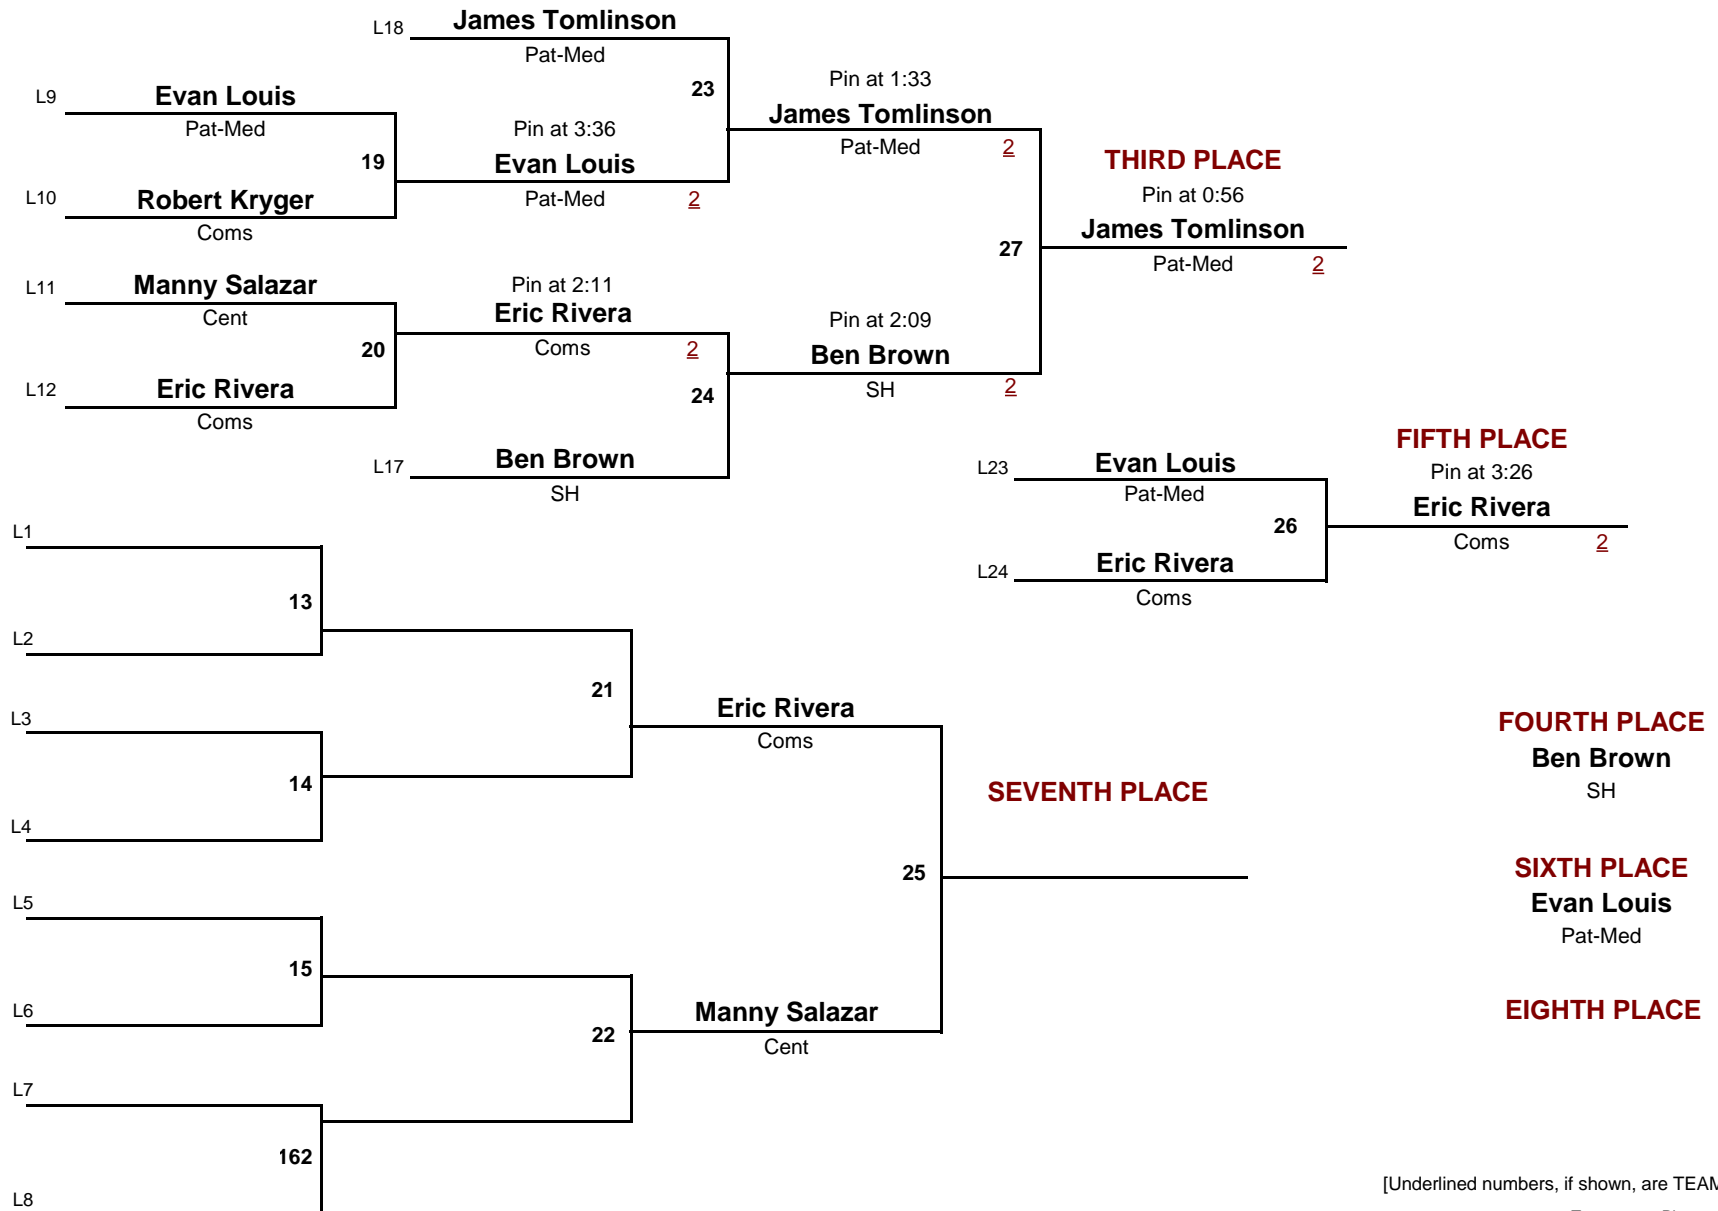 L18 James Tomlinson
Pat-Med
23
Pin at 1:33
L9 Evan Louis
Pat-Med
James Tomlinson
Pat-Med 2
Pin at 3:36
19
Evan Louis
Pat-Med 2
THIRD PLACE
Pin at 0:56
L10 Robert Kryger
Coms
James Tomlinson
Pat-Med 2
27
L11 Manny Salazar
Cent
Pin at 2:11
Eric Rivera
Coms 2
Pin at 2:09
20
Ben Brown
SH 2
L12 Eric Rivera
Coms
24
L17 Ben Brown
SH
FIFTH PLACE
L23 Evan Louis
Pat-Med
Pin at 3:26
Eric Rivera
Coms 2
26
L24 Eric Rivera
Coms
L1
13
L2
21
Eric Rivera
Coms
L3
14
L4
FOURTH PLACE
Ben Brown
SH
SEVENTH PLACE
25
SIXTH PLACE
Evan Louis
Pat-Med
L5
15
L6
22
Manny Salazar
Cent
EIGHTH PLACE
L7
162
L8
[Underlined numbers, if shown, are TEAM